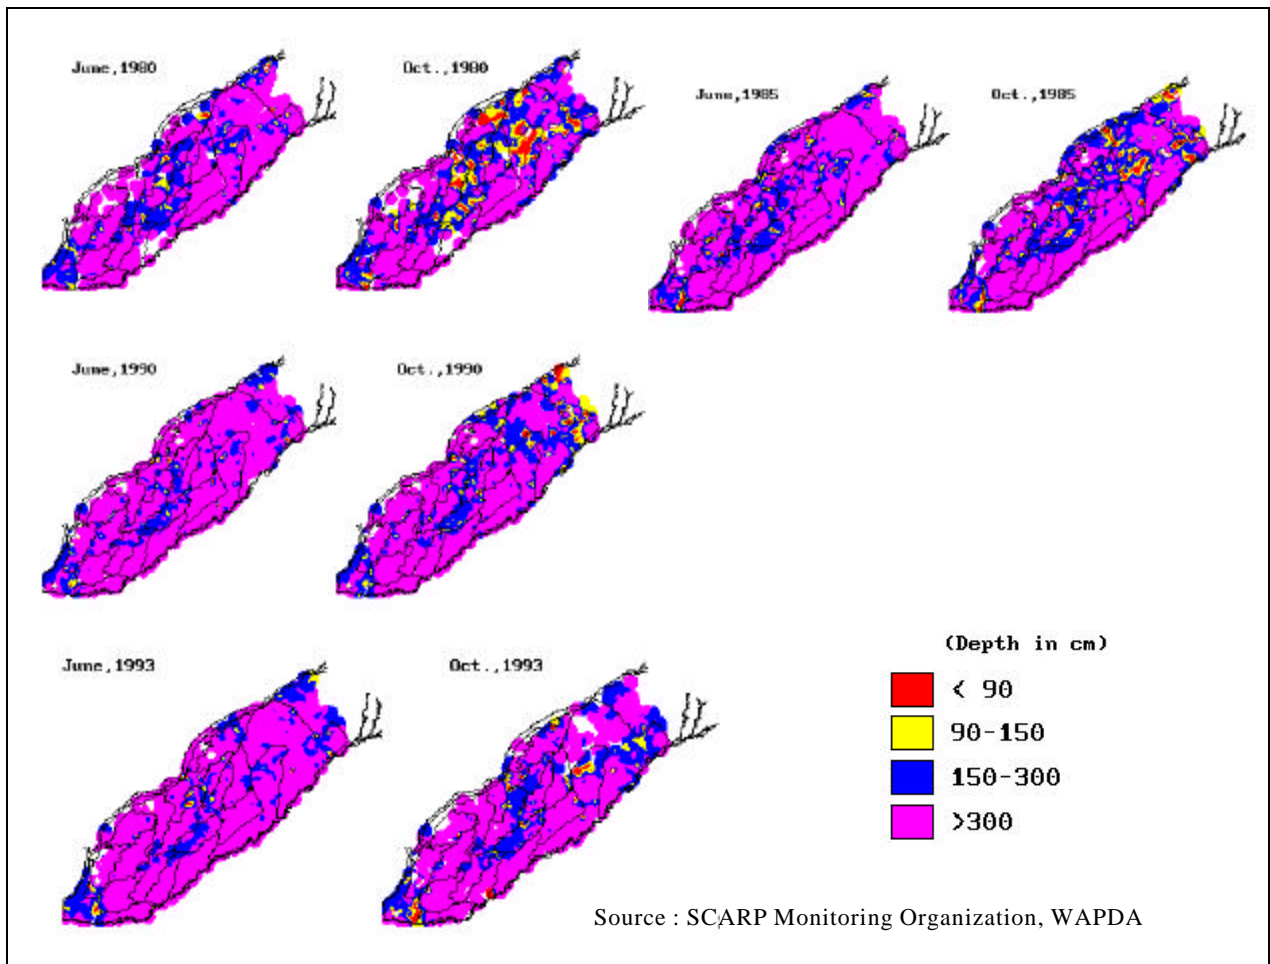 June,1980
Oct.,1980
June,1985
Oct.,1985
June,1990
Oct.,1990
June,1993
Oct.,1993
(Depth in cm)
< 90
90-150
150-300
>300
Source : SCARP Monitoring Organization, WAPDA